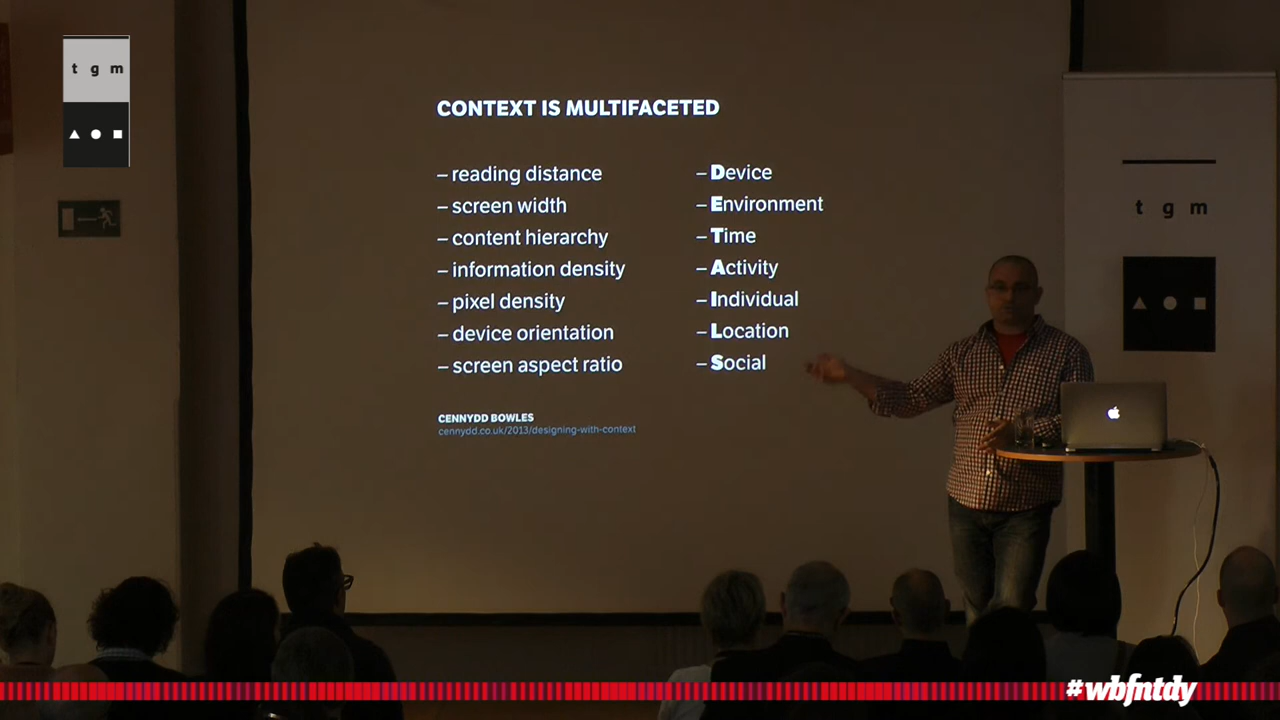 t g m
CONTEXT IS MULTIFACETED
– reading distance
– screen width
– content hierarchy
– information density
– pixel density
– device orientation
– screen aspect ratio
– Device
– Environment
– Time
– Activity
– Individual
– Location
– Social
CENNYDD BOWLES
cennydd.co.uk/2013/designing-with-context
t g m
#wbfntdy